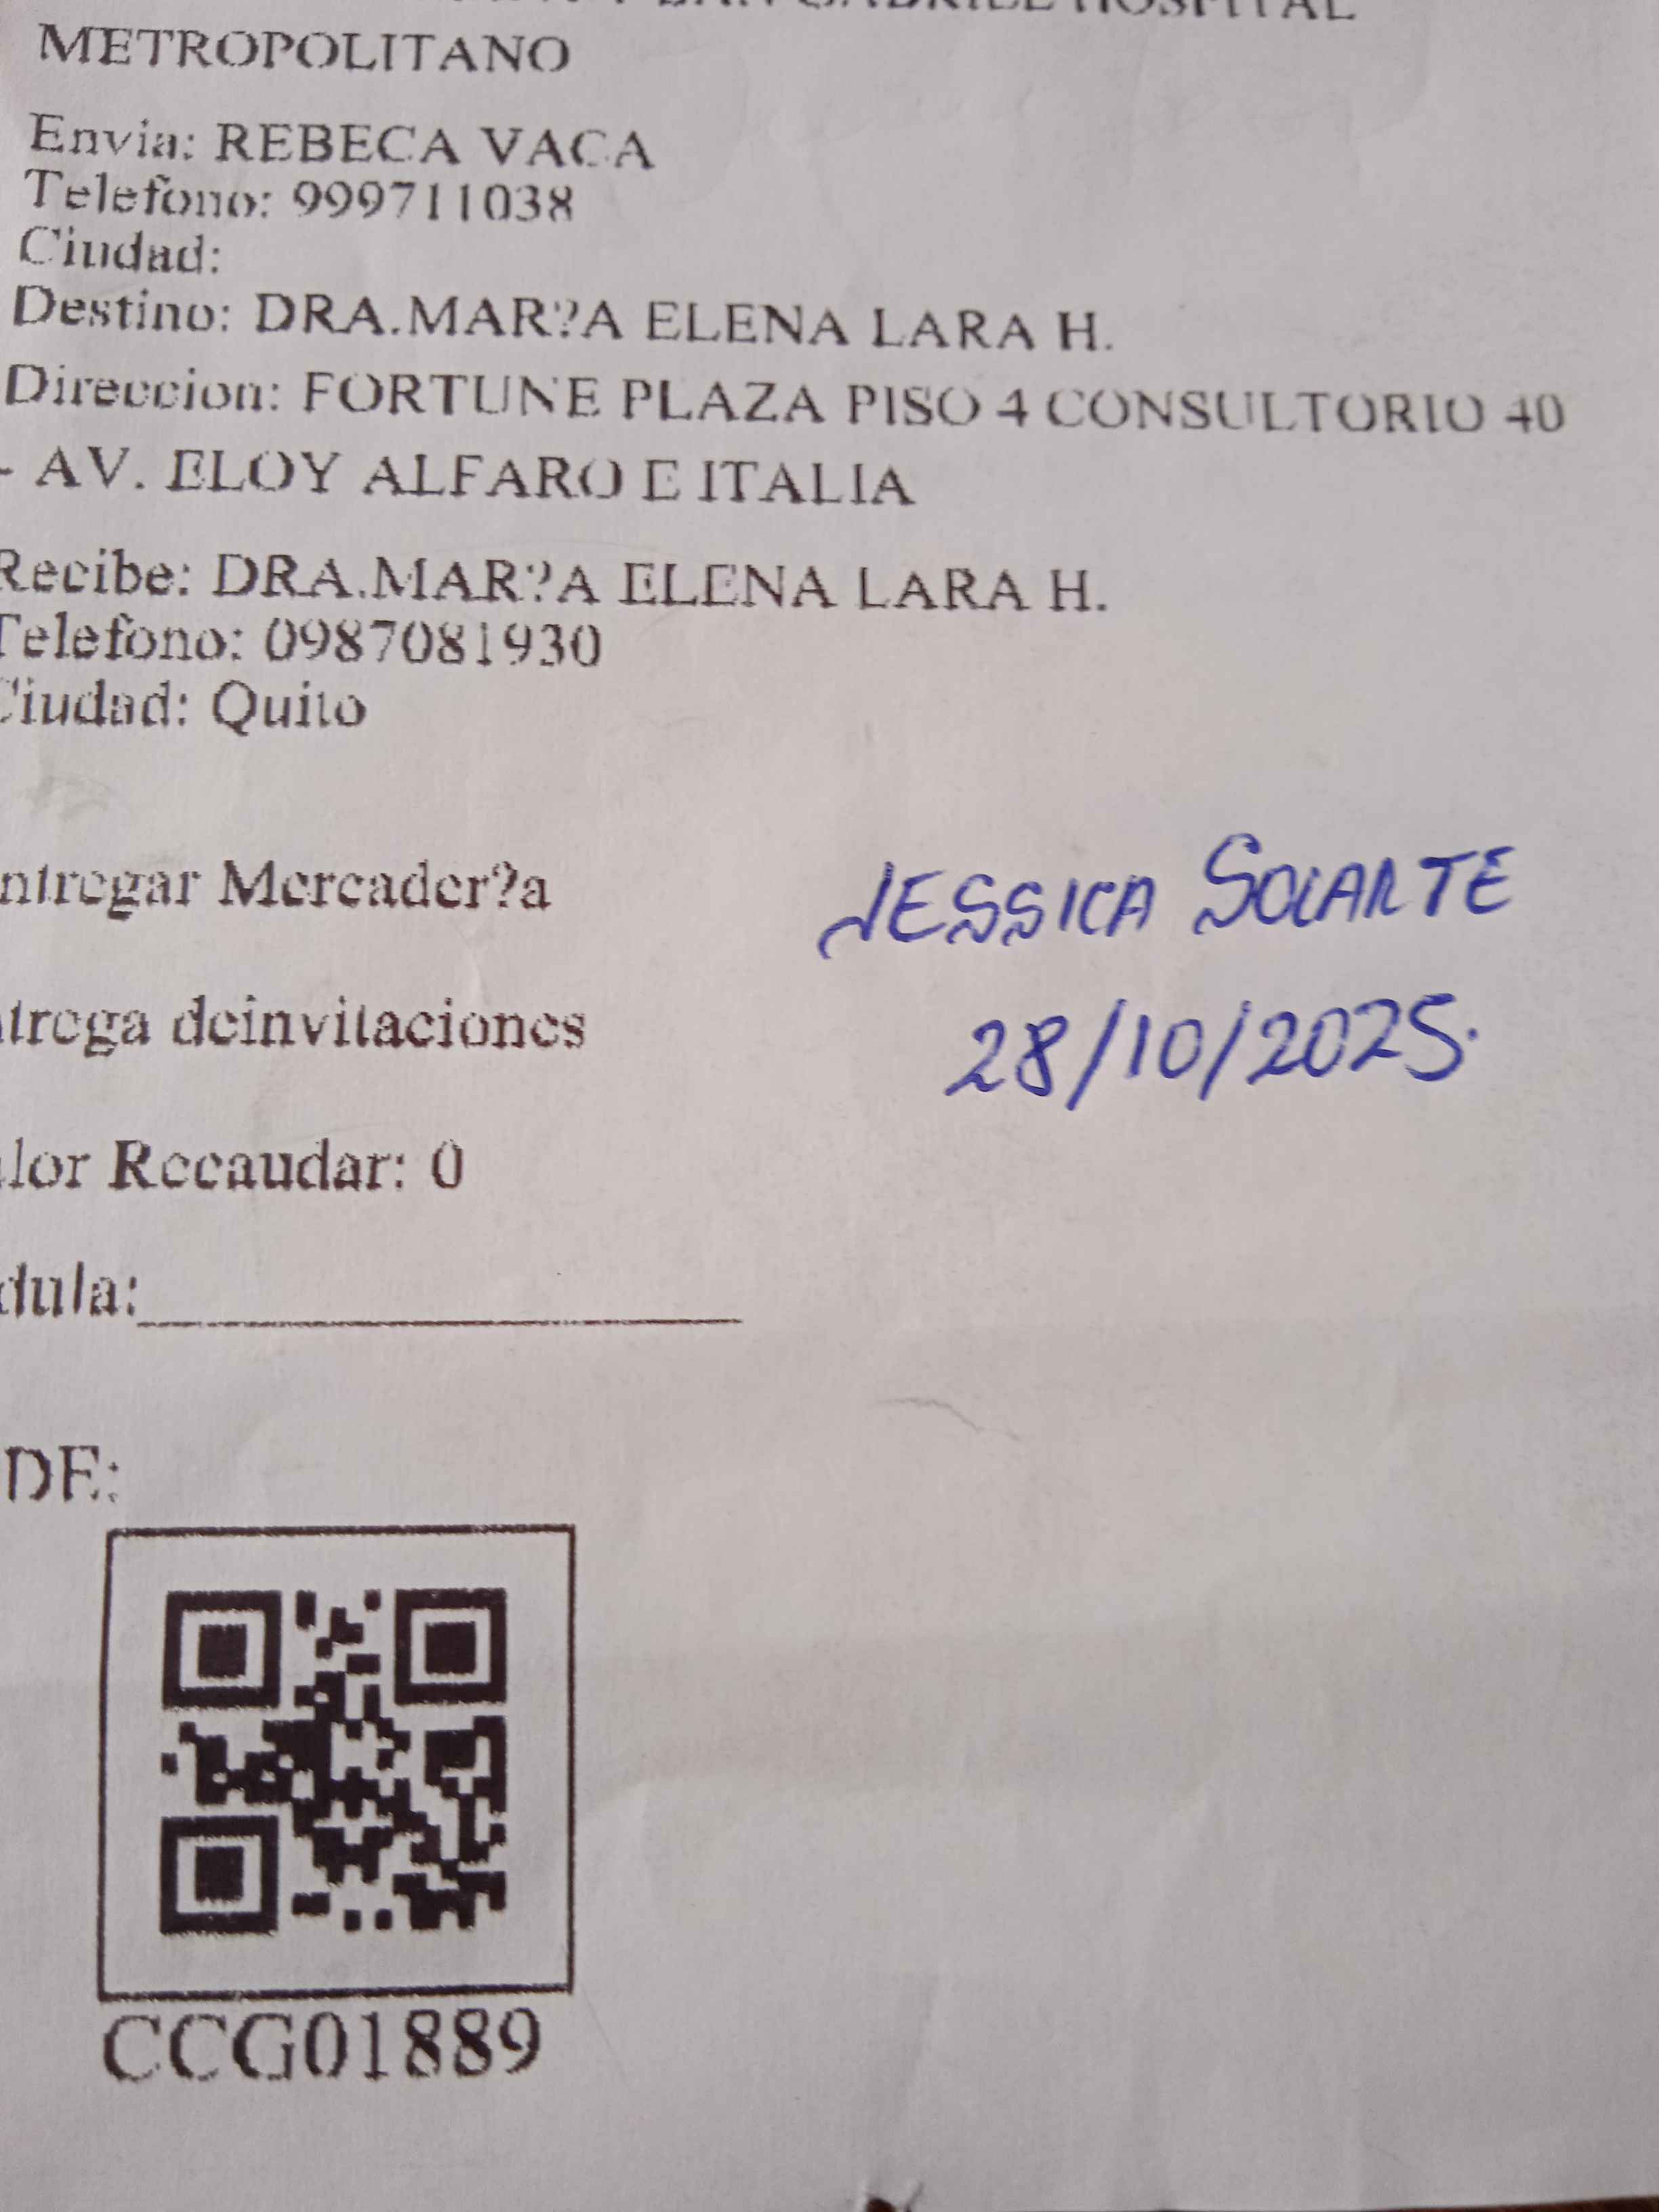 HOSPITAL
METROPOLITANO
Envia: REBECA VACA
Telefono: 999711038
Ciudad:
Destino: DRA.MAR?A ELENA LARA H.
Direccion: FORTUNE PLAZA PISO 4 CONSULTORIO 40
- AV. ELOY ALFARO E ITALIA
Recibe: DRA.MAR?A ELENA LARA H.
Telefono: 0987081930
Ciudad: Quito
ntregar Mercader?a
JESSICA SOLARTE
trega deinvitaciones
28/10/2025.
lor Recaudar: 0
dula:____________________
DE:
CCG01889